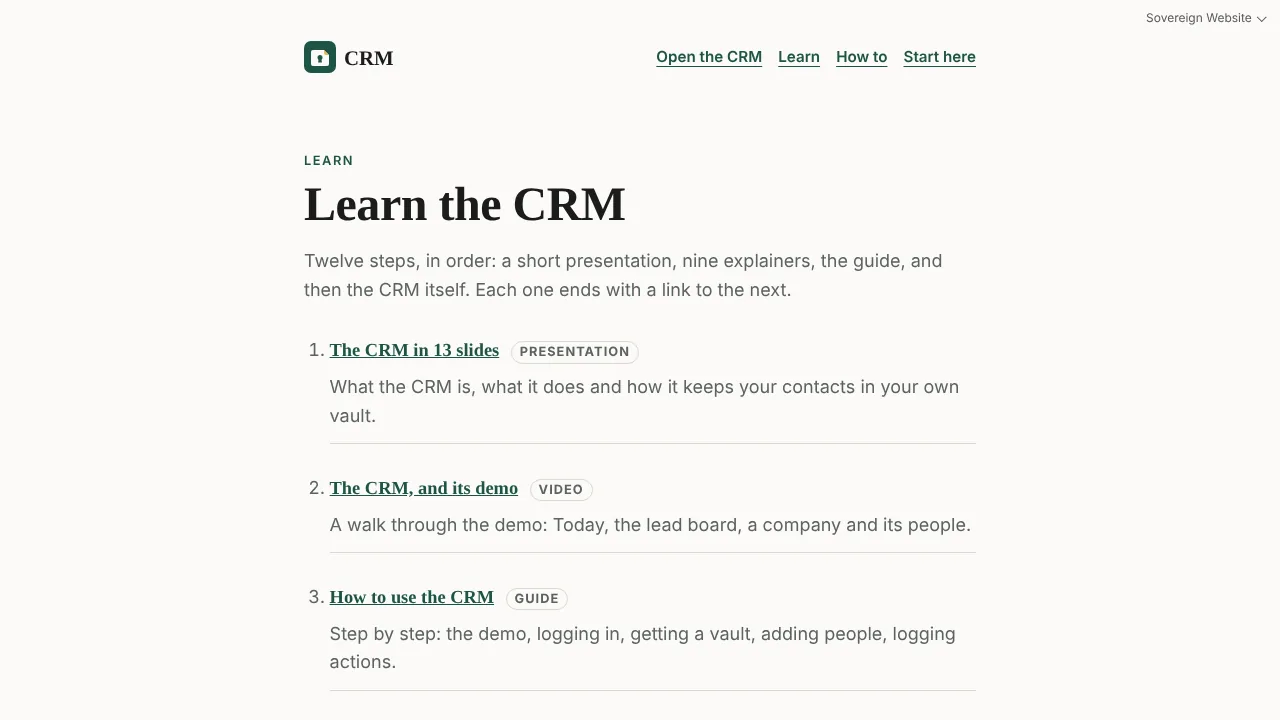 Sovereign Website
CRM
Open the CRM Learn How to Start here
LEARN
Learn the CRM
Twelve steps, in order: a short presentation, nine explainers, the guide, and
then the CRM itself. Each one ends with a link to the next.
1. The CRM in 13 slides PRESENTATION
What the CRM is, what it does and how it keeps your contacts in your own
vault.
2. The CRM, and its demo VIDEO
A walk through the demo: Today, the lead board, a company and its people.
3. How to use the CRM GUIDE
Step by step: the demo, logging in, getting a vault, adding people, logging
actions.